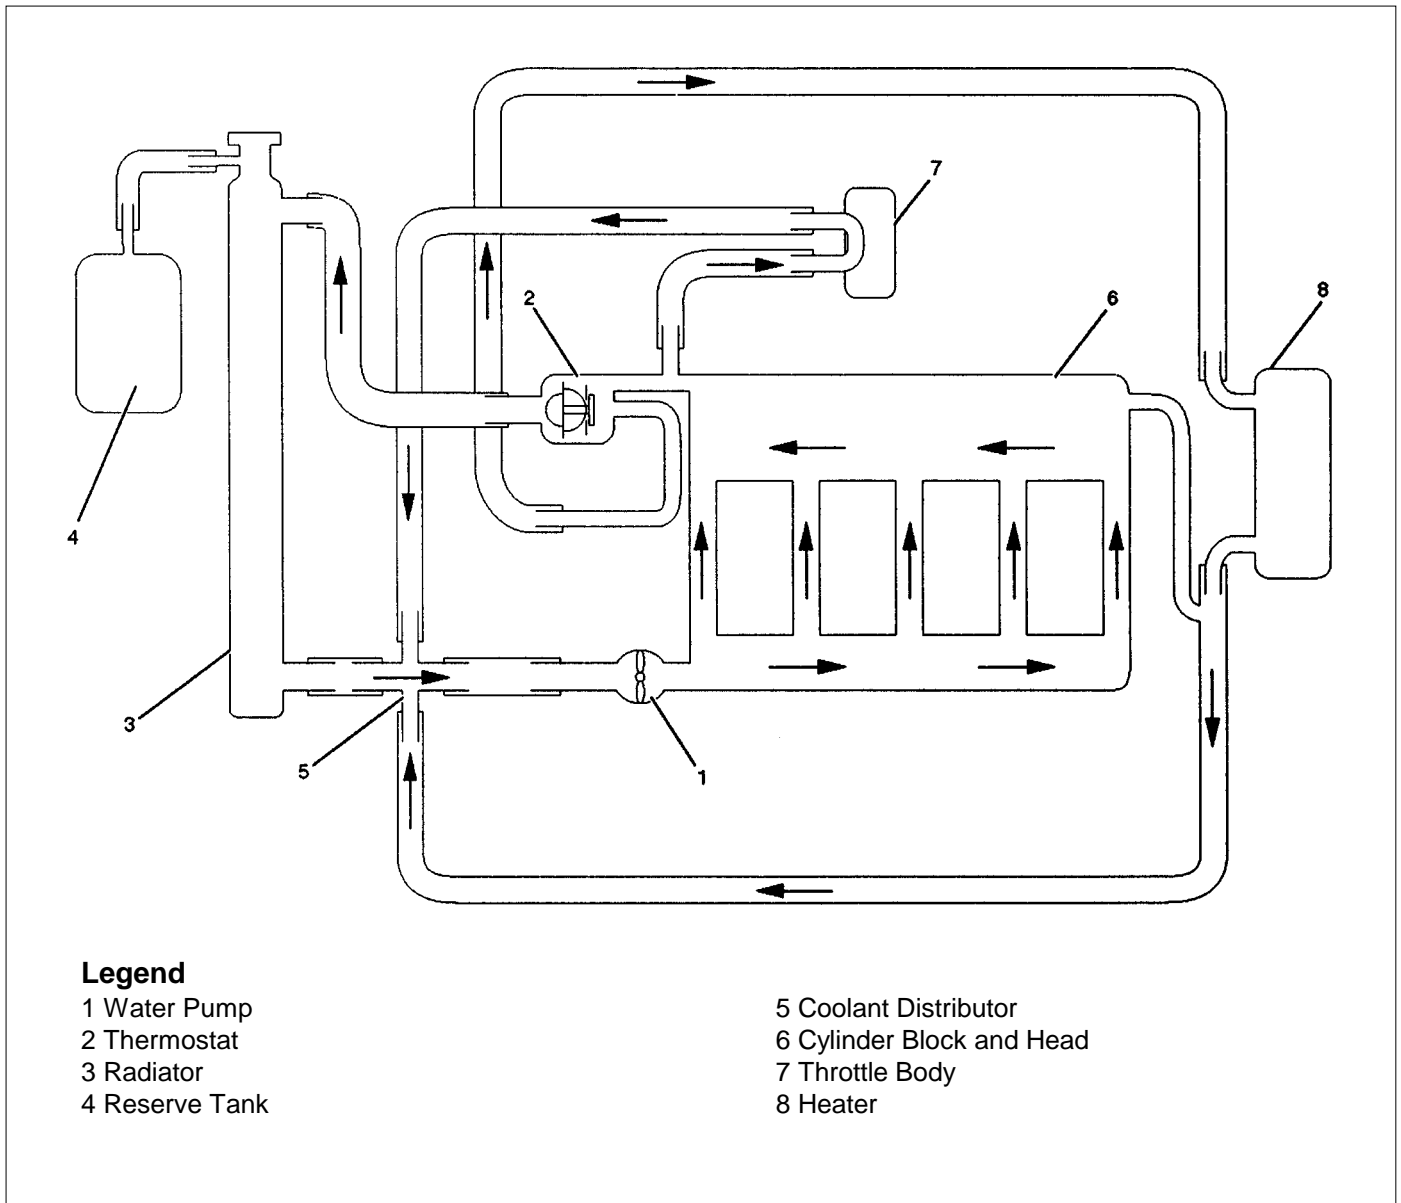 7
2
6
8
4
3
5
1
Legend
1 Water Pump
2 Thermostat
3 Radiator
4 Reserve Tank
5 Coolant Distributor
6 Cylinder Block and Head
7 Throttle Body
8 Heater